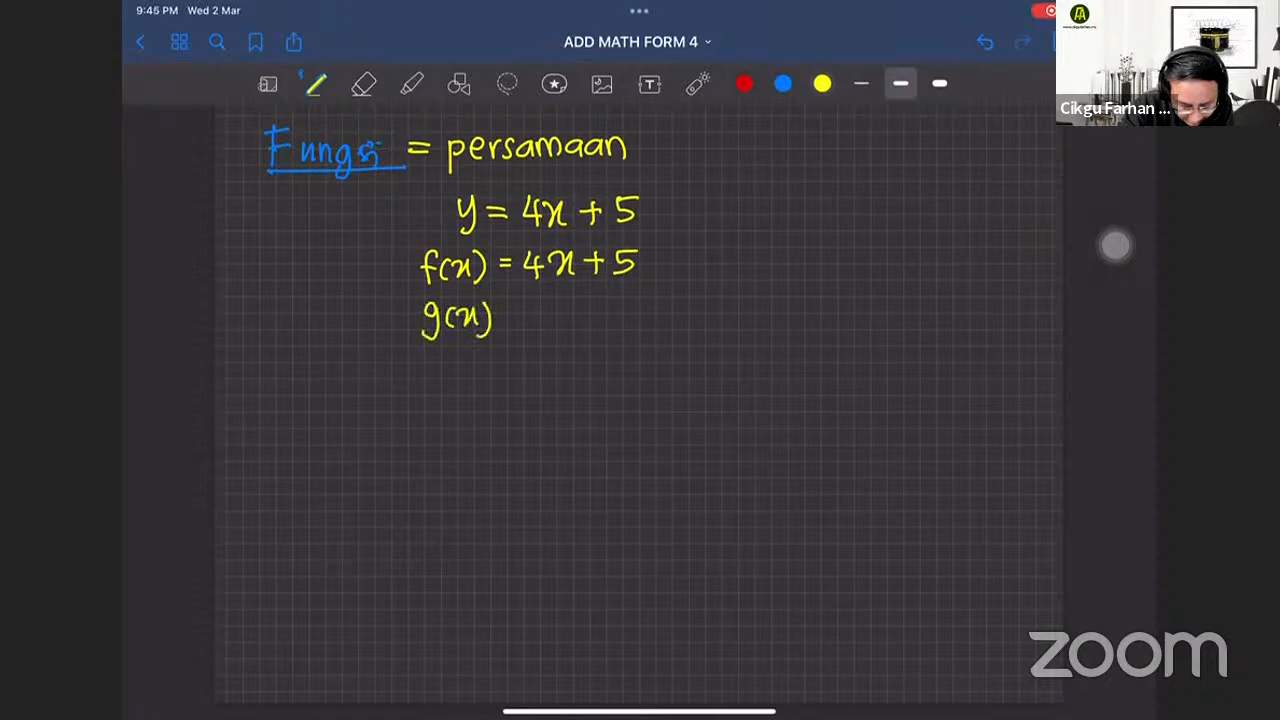 9:45 PM Wed 2 Mar
ADD MATH FORM 4
Cikgu Farhan ...
Fungsi = persamaan
y = 4x + 5
f(x) = 4x + 5
g(x)
zoom